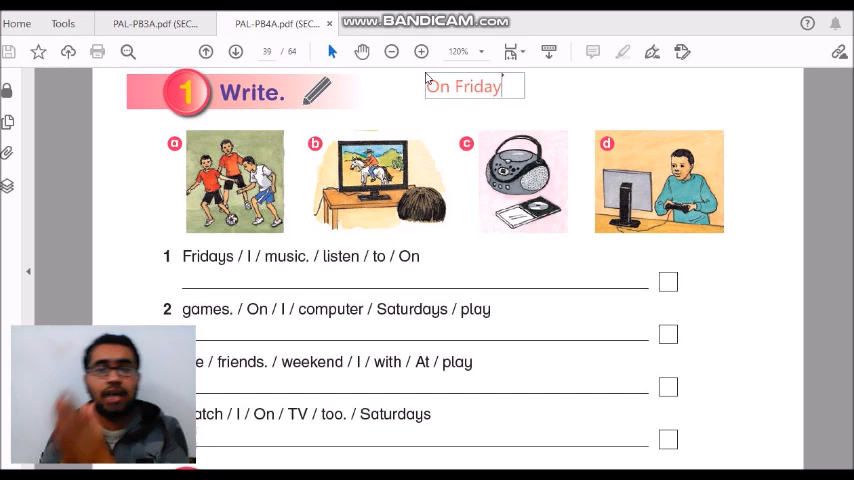 www.BANDICAM.com
Home Tools PAL-PB3A.pdf (SEC... PAL-PB4A.pdf (SEC... ×
39 / 64 120%
1 Write. On Friday
a b c d
1 Fridays / I / music. / listen / to / On
2 games. / On / I / computer / Saturdays / play
e / friends. / weekend / I / with / At / play
atch / I / On / TV / too. / Saturdays